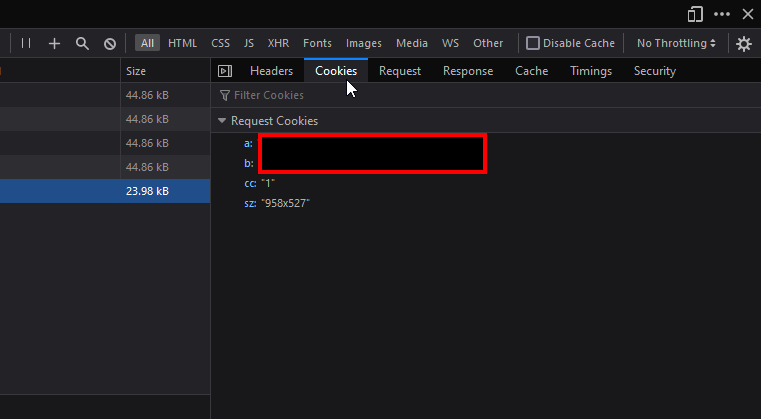 All HTML CSS JS XHR Fonts Images Media WS Other Disable Cache No Throttling
Size
Headers Cookies Request Response Cache Timings Security
44.86 kB
44.86 kB
44.86 kB
44.86 kB
23.98 kB
Filter Cookies
Request Cookies
a:
b:
cc: "1"
sz: "958x527"